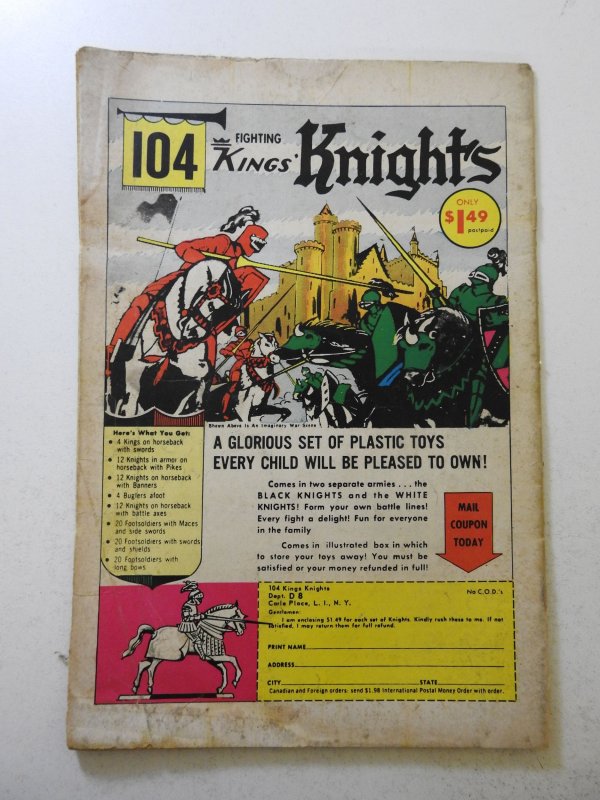 104
FIGHTING
KINGS' Knights
ONLY
$1.49
postpaid
Shown Above Is An Imaginary War Scene
Here's What You Get:
• 4 Kings on horseback
with swords
• 12 Knights in armor on
horseback with Pikes
• 12 Knights on horseback
with Banners
• 4 Buglers afoot
• 12 Knights on horseback
with battle axes
• 20 Footsoldiers with Maces
and side swords
• 20 Footsoldiers with swords
and shields
• 20 Footsoldiers with
long bows
A GLORIOUS SET OF PLASTIC TOYS
EVERY CHILD WILL BE PLEASED TO OWN!
Comes in two separate armies . . . the
BLACK KNIGHTS and the WHITE
KNIGHTS! Form your own battle lines!
Every fight a delight! Fun for everyone
in the family
Comes in illustrated box in which
to store your toys away! You must be
satisfied or your money refunded in full!
MAIL
COUPON
TODAY
104 Kings Knights
No C.O.D.'s
Dept. D 8
Carle Place, L. I., N. Y.
Gentlemen:
I am enclosing $1.49 for each set of Knights. Kindly rush these to me. If not
satisfied, I may return them for full refund.
PRINT NAME
ADDRESS
CITY STATE
Canadian and Foreign orders: send $1.98 International Postal Money Order with order.